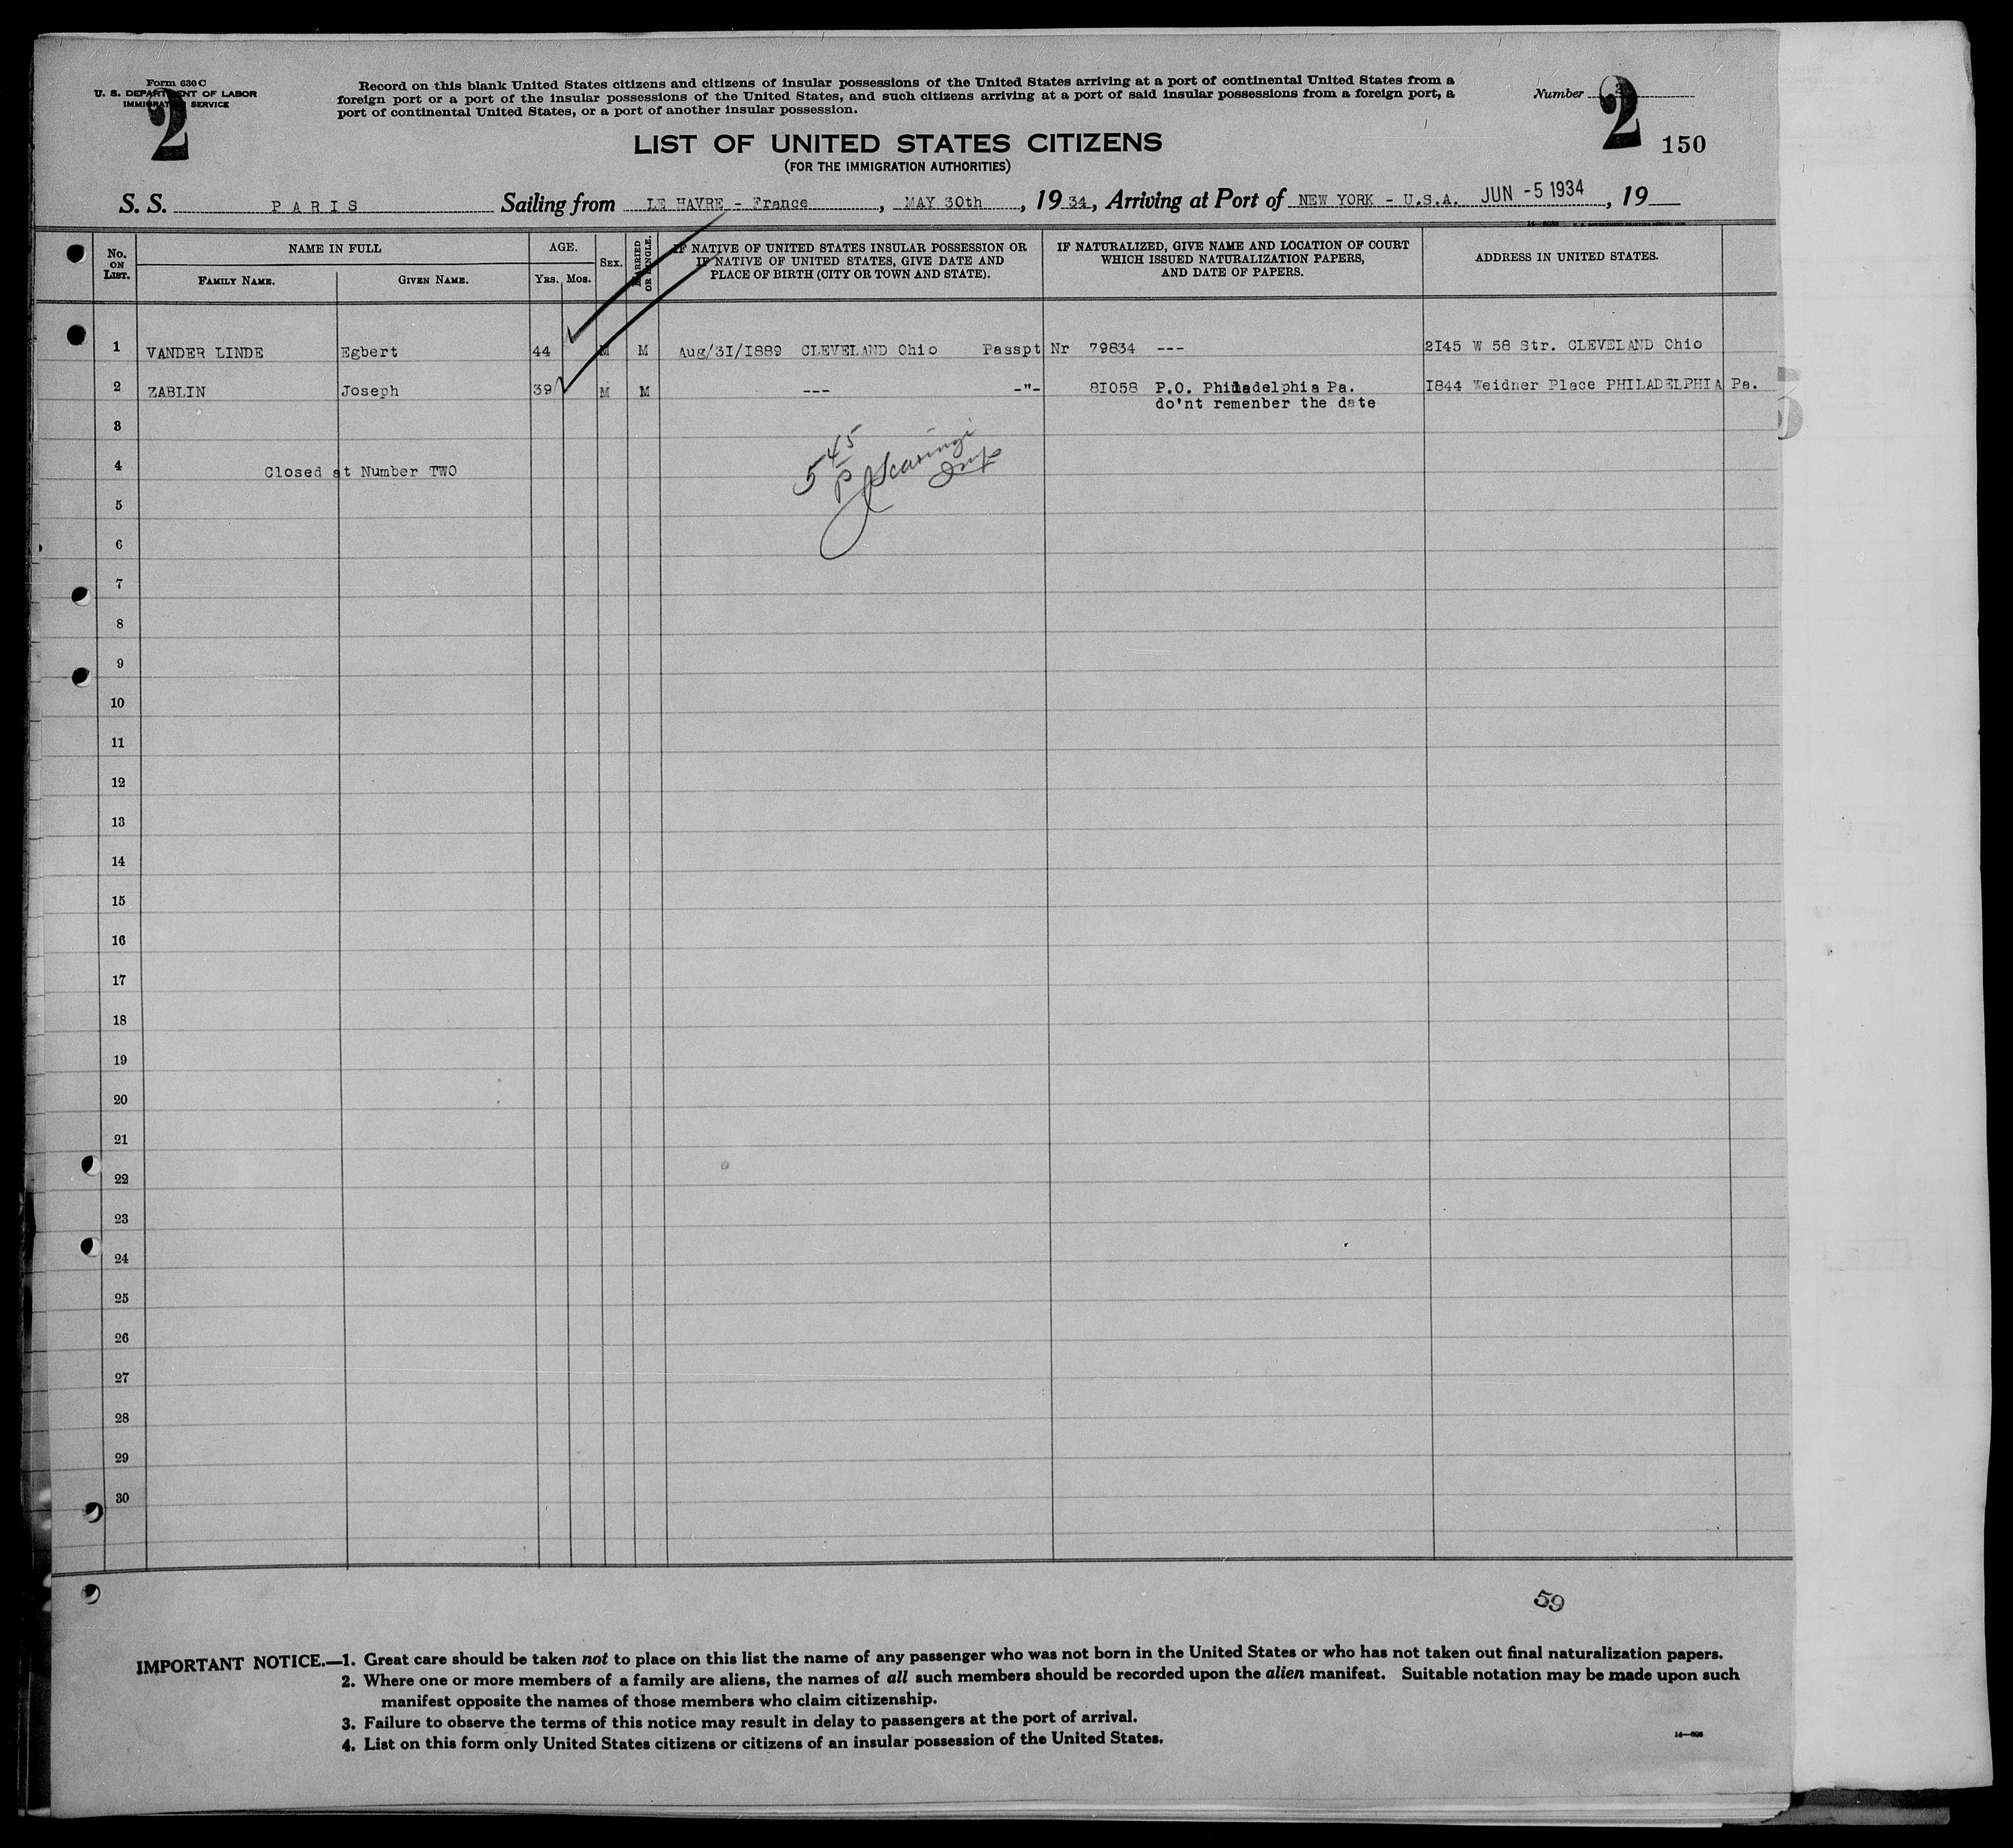 Form 630 C
U. S. DEPARTMENT OF LABOR
IMMIGRATION SERVICE
2
Record on this blank United States citizens and citizens of insular possessions of the United States arriving at a port of continental United States from a
foreign port or a port of the insular possessions of the United States, and such citizens arriving at a port of said insular possessions from a foreign port, a
port of continental United States, or a port of another insular possession.
Number 2
150
LIST OF UNITED STATES CITIZENS
(FOR THE IMMIGRATION AUTHORITIES)
S. S. PARIS Sailing from LE HAVRE - France, MAY 30th, 1934, Arriving at Port of NEW YORK - U.S.A. JUN -5 1934, 19
No. ON LIST. NAME IN FULL AGE. SEX. MARRIED OR SINGLE. IF NATIVE OF UNITED STATES INSULAR POSSESSION OR IF NATIVE OF UNITED STATES, GIVE DATE AND PLACE OF BIRTH (CITY OR TOWN AND STATE). IF NATURALIZED, GIVE NAME AND LOCATION OF COURT WHICH ISSUED NATURALIZATION PAPERS, AND DATE OF PAPERS. ADDRESS IN UNITED STATES.
FAMILY NAME. GIVEN NAME. YRS. MOS.
1 VANDER LINDE Egbert 44 M M Aug/31/1889 CLEVELAND Ohio Passpt Nr 79834 --- 2145 W 58 Str. CLEVELAND Ohio
2 ZABLIN Joseph 39 M M --- -"- 81058 P.O. Philadelphia Pa. 1844 Weidner Place PHILADELPHIA Pa.
do'nt remenber the date
3
4 Closed at Number TWO
5 45 p
5
6
7
8
9
10
11
12
13
14
15
16
17
18
19
20
21
22
23
24
25
26
27
28
29
30
59
IMPORTANT NOTICE.—1. Great care should be taken not to place on this list the name of any passenger who was not born in the United States or who has not taken out final naturalization papers.
2. Where one or more members of a family are aliens, the names of all such members should be recorded upon the alien manifest. Suitable notation may be made upon such
manifest opposite the names of those members who claim citizenship.
3. Failure to observe the terms of this notice may result in delay to passengers at the port of arrival.
4. List on this form only United States citizens or citizens of an insular possession of the United States.